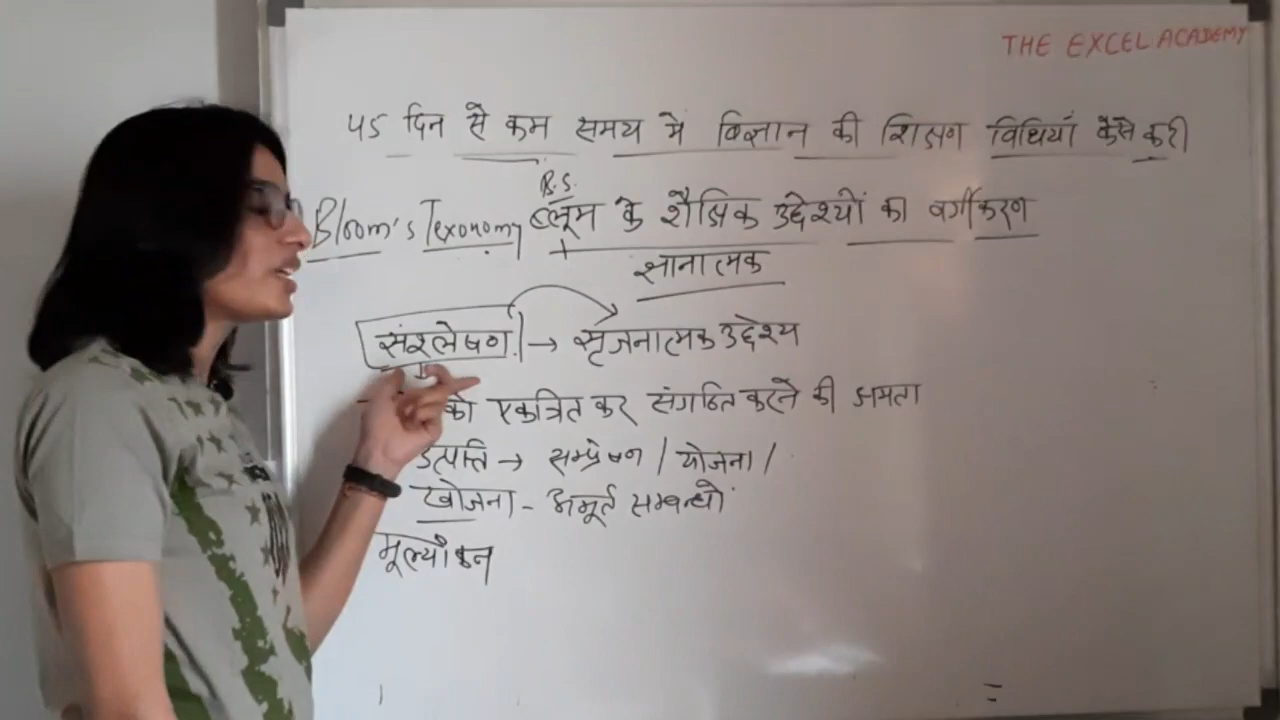 THE EXCEL ACADEMY
45 दिन से कम समय में विज्ञान की शिक्षण विधियाँ कैसे करी
B.S.
Bloom's Texonomy ब्लूम के शैक्षिक उद्देश्यों का वर्गीकरण
ज्ञानात्मक
संश्लेषण → सृजनात्मक उद्देश्य
को एकत्रित कर संगठित करने की क्षमता
उत्पत्ति → सम्प्रेषण / योजना /
खोजना - अमूर्त सम्बन्धों
मूल्याँकन